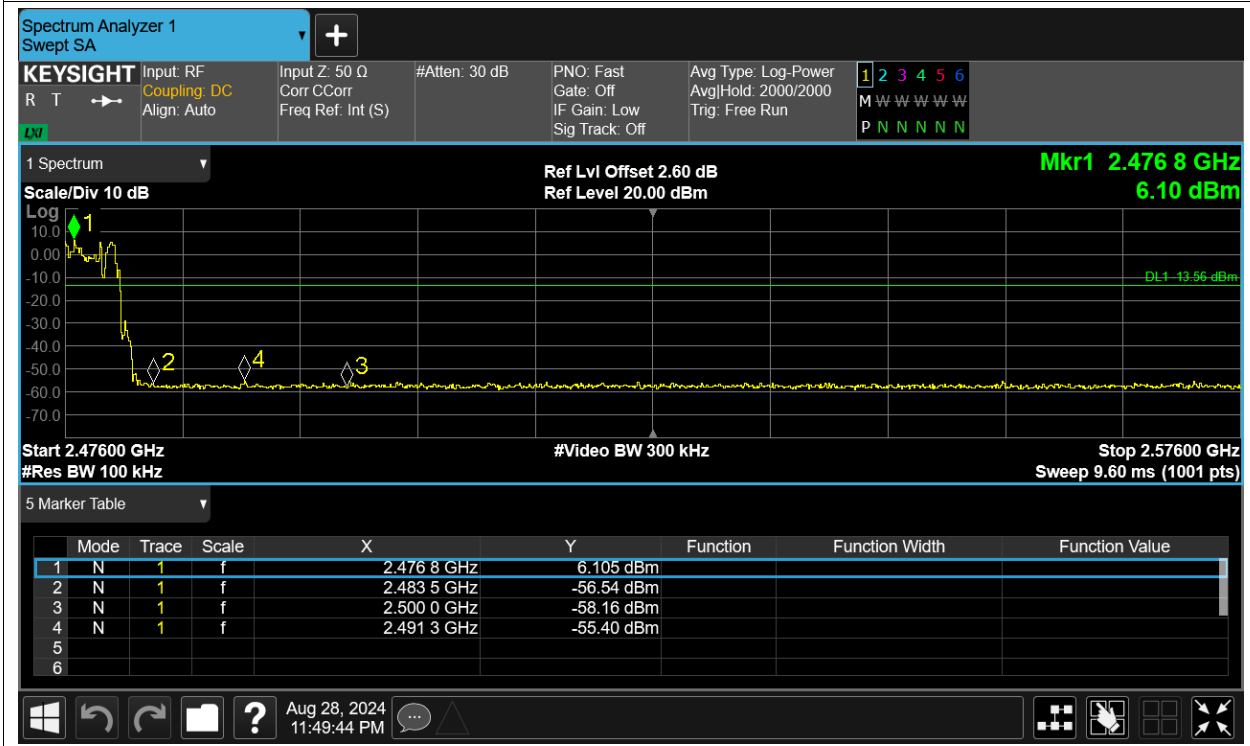 Spectrum Analyzer 1
Swept SA
+
KEYSIGHT
R T
LXI
Input: RF
Coupling: DC
Align: Auto
Input Z: 50 Ω
Corr CCorr
Freq Ref: Int (S)
#Atten: 30 dB
PNO: Fast
Gate: Off
IF Gain: Low
Sig Track: Off
Avg Type: Log-Power
Avg|Hold: 2000/2000
Trig: Free Run
1 2 3 4 5 6
M W W W W W
P N N N N N
1 Spectrum
Scale/Div 10 dB
Ref Lvl Offset 2.60 dB
Ref Level 20.00 dBm
Mkr1 2.476 8 GHz
6.10 dBm
Log
10.0
0.00
-10.0
-20.0
-30.0
-40.0
-50.0
-60.0
-70.0
1
2
4
3
DL1 -13.56 dBm
Start 2.47600 GHz
#Res BW 100 kHz
#Video BW 300 kHz
Stop 2.57600 GHz
Sweep 9.60 ms (1001 pts)
5 Marker Table
Mode Trace Scale X Y Function Function Width Function Value
1 N 1 f 2.476 8 GHz 6.105 dBm
2 N 1 f 2.483 5 GHz -56.54 dBm
3 N 1 f 2.500 0 GHz -58.16 dBm
4 N 1 f 2.491 3 GHz -55.40 dBm
5
6
?
Aug 28, 2024
11:49:44 PM